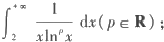 ∫₂^{+∞} 1/(x ln^p x) dx (p ∈ R);